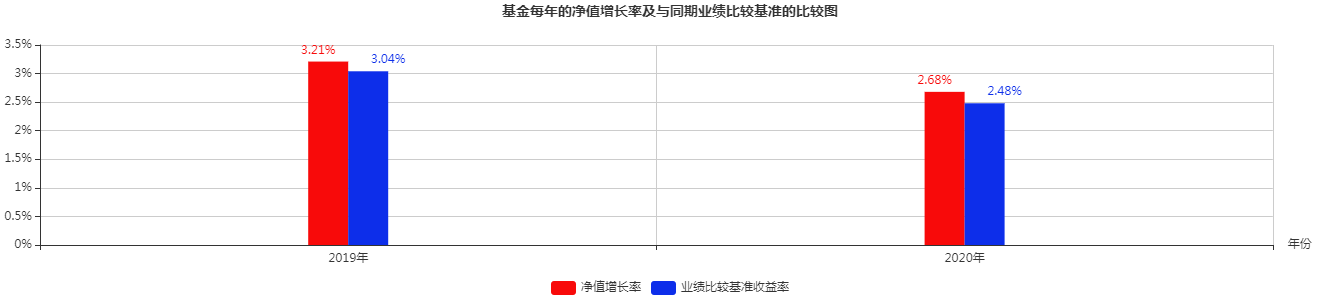 基金每年的净值增长率及与同期业绩比较基准的比较图
3.5%
3%
2.5%
2%
1.5%
1%
0.5%
0%
3.21%
3.04%
2.68%
2.48%
2019年
2020年
年份
净值增长率
业绩比较基准收益率